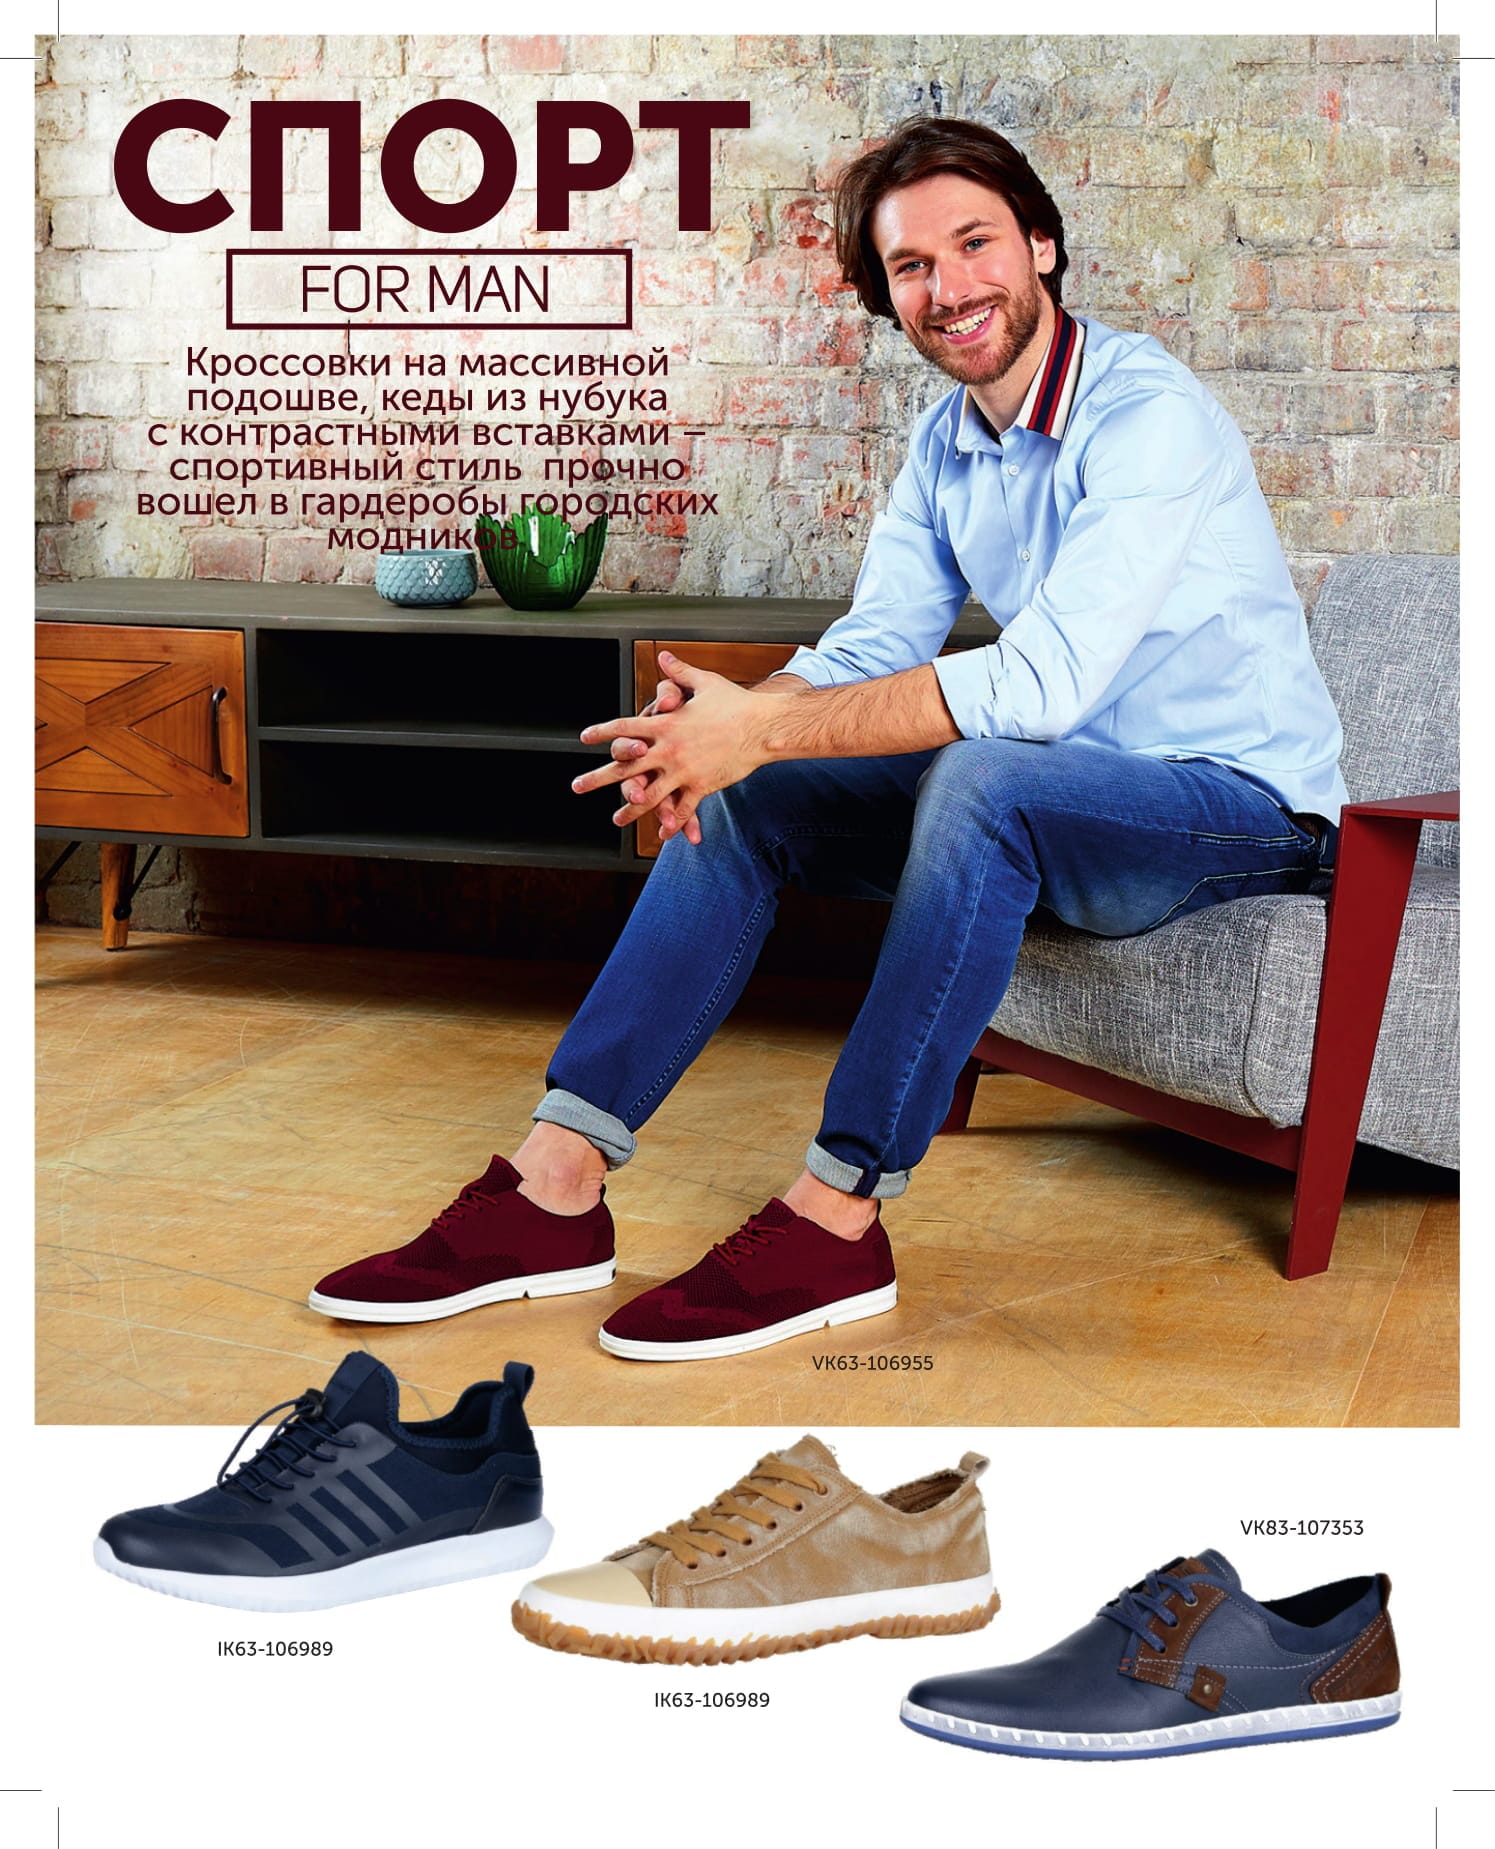 СПОРТ
FOR MAN
Кроссовки на массивной
подошве, кеды из нубука
с контрастными вставками –
спортивный стиль прочно
вошел в гардеробы городских
модников
VK63-106955
VK83-107353
IK63-106989
IK63-106989